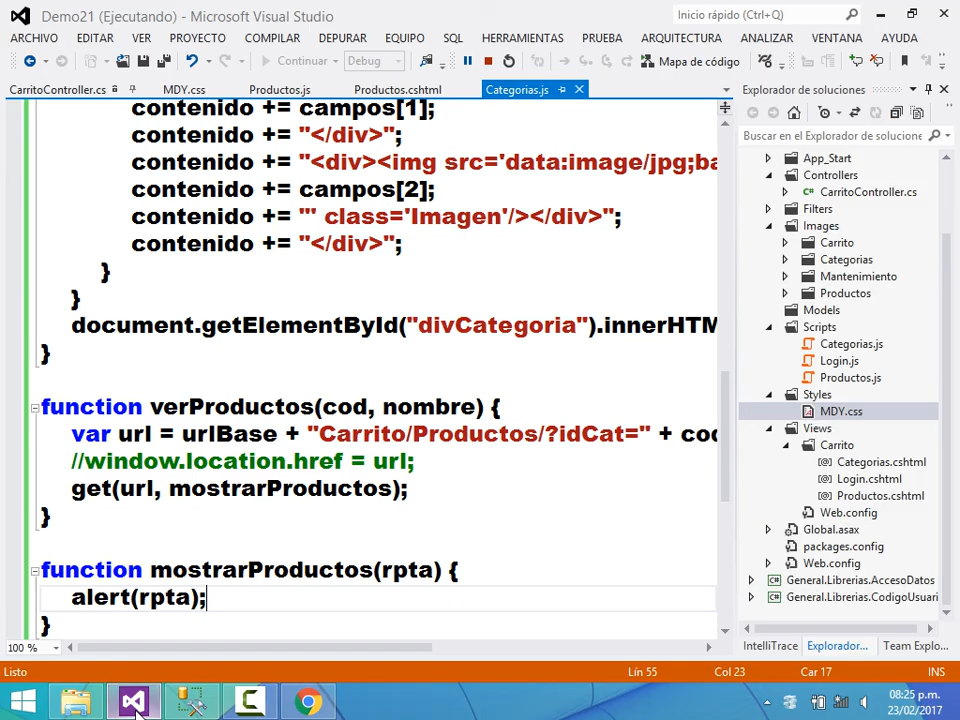 Demo21 (Ejecutando) - Microsoft Visual Studio
Inicio rápido (Ctrl+Q)
ARCHIVO EDITAR VER PROYECTO COMPILAR DEPURAR EQUIPO SQL HERRAMIENTAS PRUEBA ARQUITECTURA ANALIZAR VENTANA AYUDA
Continuar Debug Mapa de código
CarritoController.cs MDY.css Productos.js Productos.cshtml Categorias.js
Explorador de soluciones
Buscar en el Explorador de solucione
contenido += campos[1];
contenido += "</div>";
contenido += "<div><img src='data:image/jpg;ba
contenido += campos[2];
contenido += "' class='Imagen'/></div>";
contenido += "</div>";
}
}
document.getElementById("divCategoria").innerHTM
}
function verProductos(cod, nombre) {
var url = urlBase + "Carrito/Productos/?idCat=" + coc
//window.location.href = url;
get(url, mostrarProductos);
}
function mostrarProductos(rpta) {
alert(rpta);
}
App_Start
Controllers
CarritoController.cs
Filters
Images
Carrito
Categorias
Mantenimiento
Productos
Models
Scripts
Categorias.js
Login.js
Productos.js
Styles
MDY.css
Views
Carrito
Categorias.cshtml
Login.cshtml
Productos.cshtml
Web.config
Global.asax
packages.config
Web.config
General.Librerias.AccesoDatos
General.Librerias.CodigoUsuari
100 %
IntelliTrace Explorador... Team Explo...
Listo Lín 55 Col 23 Car 17 INS
08:25 p.m.
23/02/2017